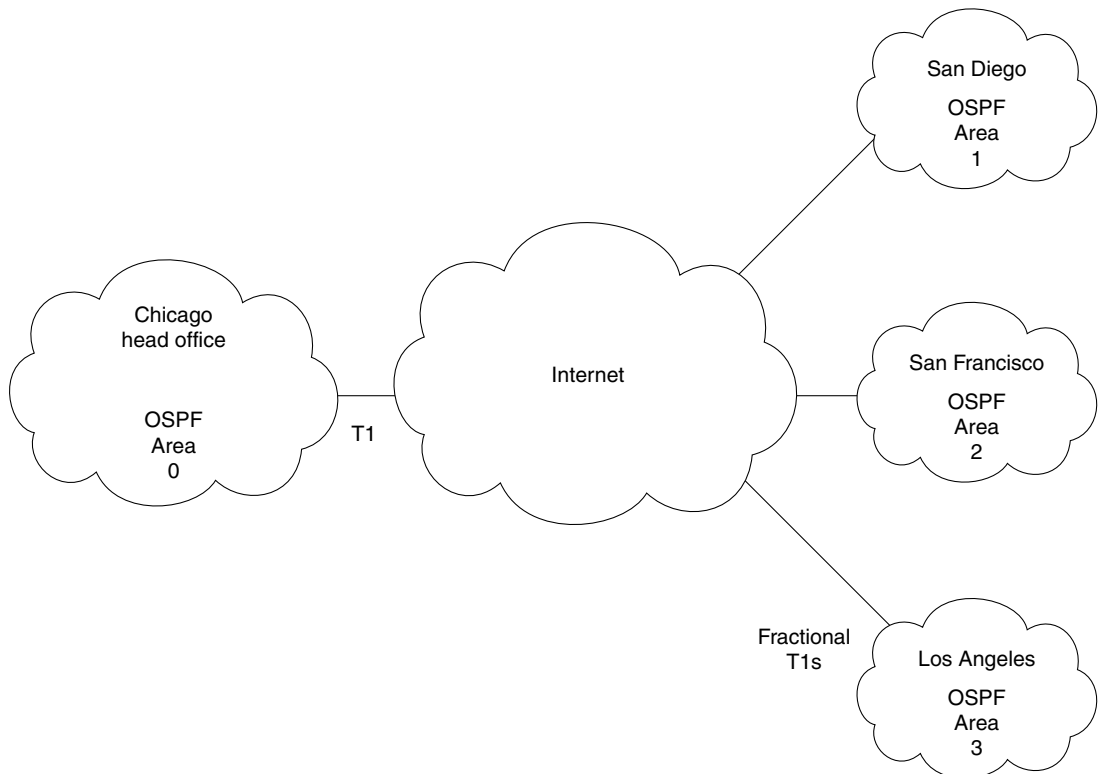 San Diego
OSPF
Area
1
Chicago
head office
OSPF
Area
0
T1
Internet
San Francisco
OSPF
Area
2
Fractional
T1s
Los Angeles
OSPF
Area
3